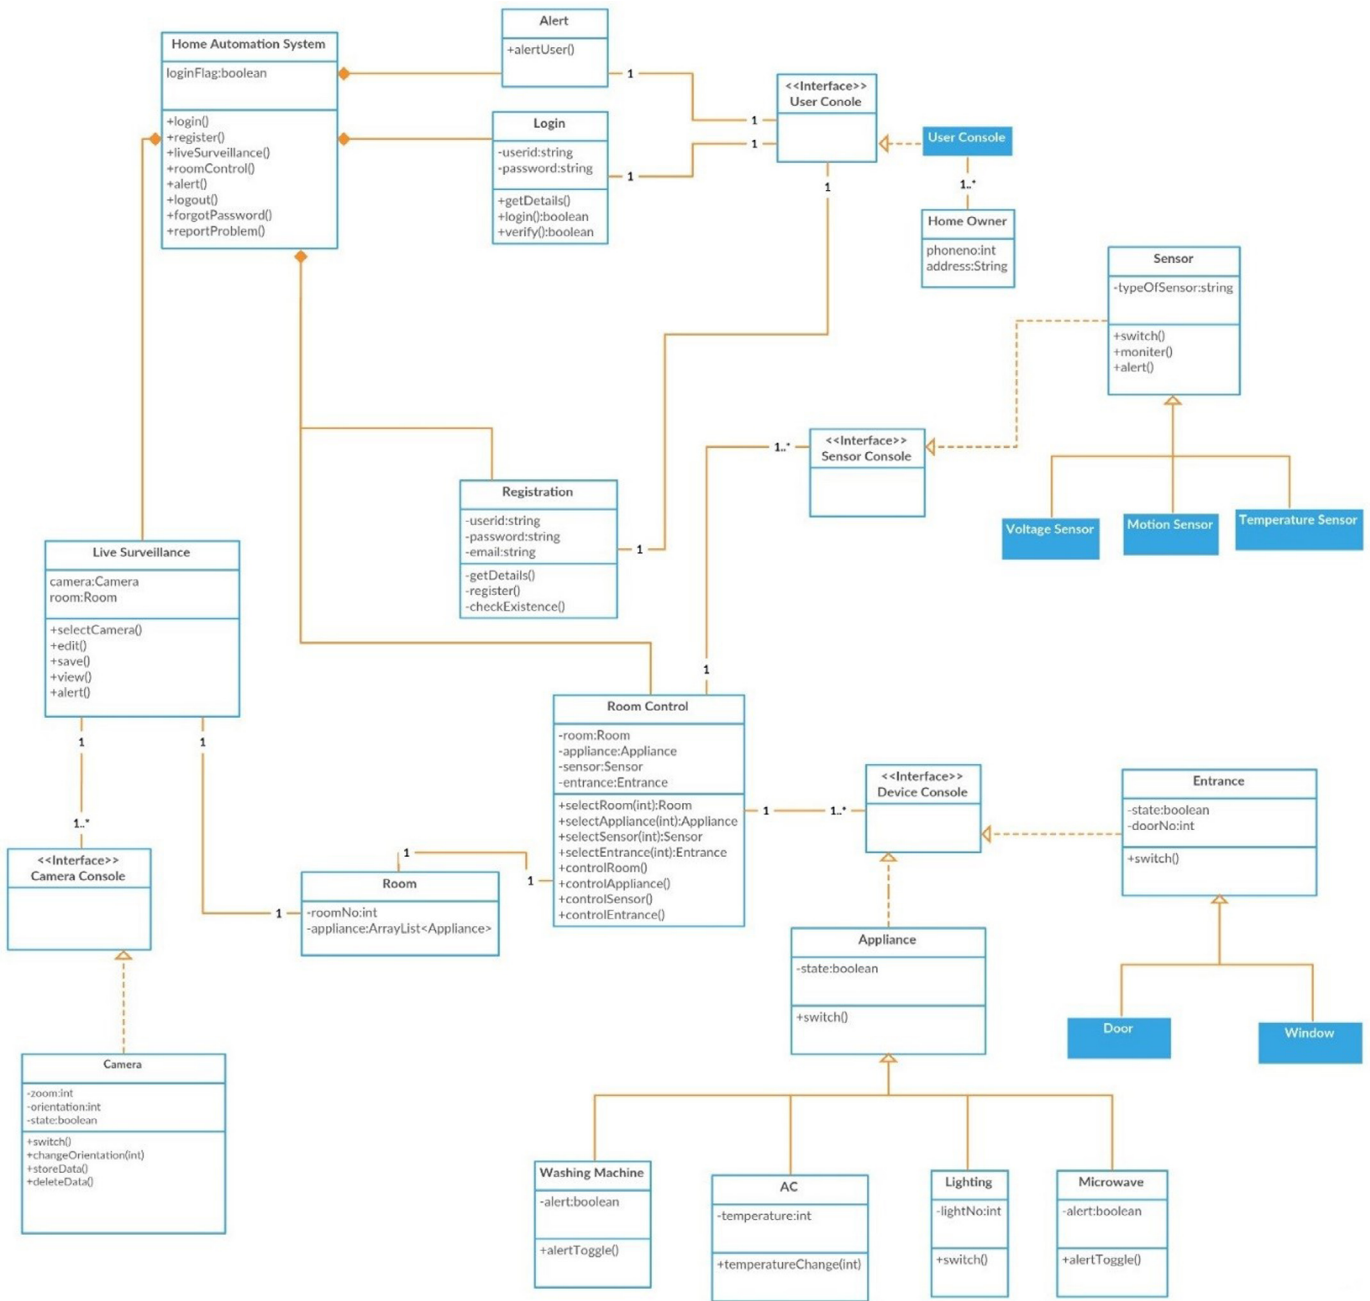 Alert
+alertUser()
Home Automation System
loginFlag:boolean
+login()
+register()
+liveSurveillance()
+roomControl()
+alert()
+logout()
+forgotPassword()
+reportProblem()
1
1
<<Interface>>
User Conole
Login
-userid:string
-password:string
+getDetails()
+login():boolean
+verify():boolean
1
1
1
User Console
1..*
Home Owner
phoneno:int
address:String
Sensor
-typeOfSensor:string
+switch()
+moniter()
+alert()
1..*
<<Interface>>
Sensor Console
Voltage Sensor
Motion Sensor
Temperature Sensor
Registration
-userid:string
-password:string
-email:string
-getDetails()
-register()
-checkExistence()
1
Live Surveillance
camera:Camera
room:Room
+selectCamera()
+edit()
+save()
+view()
+alert()
1
1
1
Room Control
-room:Room
-appliance:Appliance
-sensor:Sensor
-entrance:Entrance
+selectRoom(int):Room
+selectAppliance(int):Appliance
+selectSensor(int):Sensor
+selectEntrance(int):Entrance
+controlRoom()
+controlAppliance()
+controlSensor()
+controlEntrance()
1
1..*
<<Interface>>
Device Console
Entrance
-state:boolean
-doorNo:int
+switch()
1..*
<<Interface>>
Camera Console
1
1
1
Room
-roomNo:int
-appliance:ArrayList<Appliance>
Appliance
-state:boolean
+switch()
Door
Window
Camera
-zoom:int
-orientation:int
-state:boolean
+switch()
+changeOrientation(int)
+storeData()
+deleteData()
Washing Machine
-alert:boolean
+alertToggle()
AC
-temperature:int
+temperatureChange(int)
Lighting
-lightNo:int
+switch()
Microwave
-alert:boolean
+alertToggle()